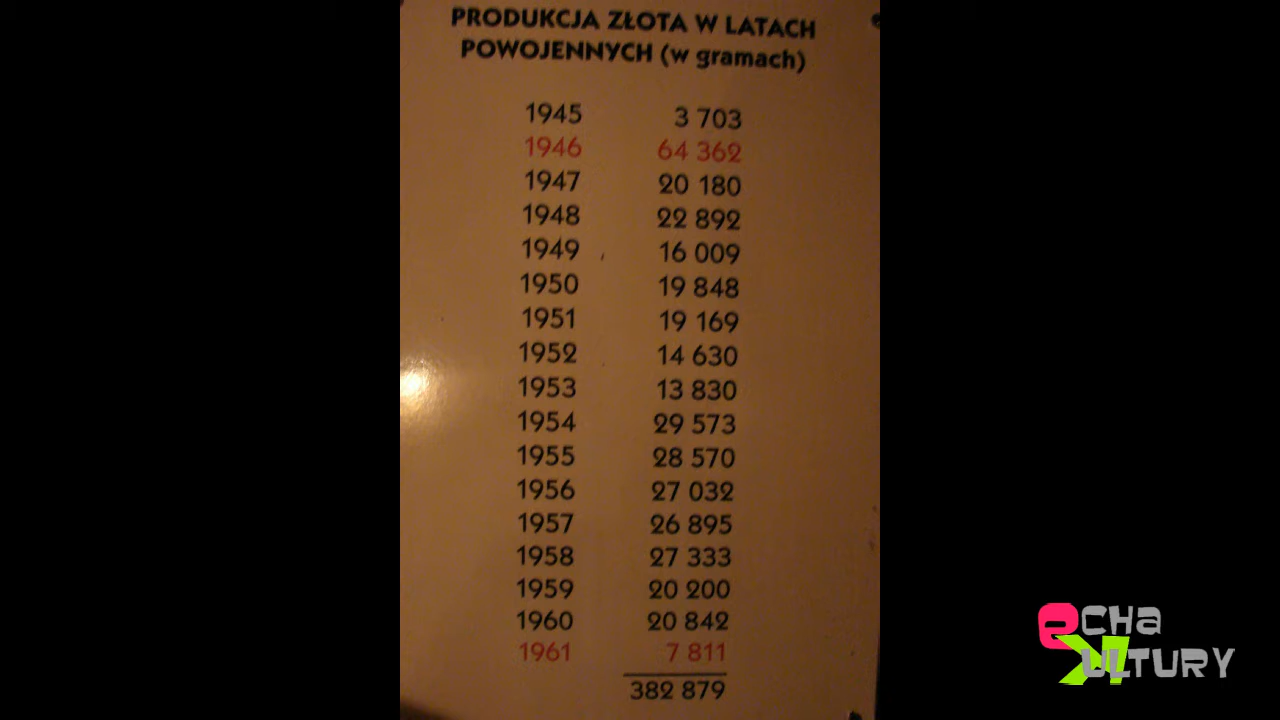 PRODUKCJA ZŁOTA W LATACH
POWOJENNYCH (w gramach)
1945 3 703
1946 64 362
1947 20 180
1948 22 892
1949 16 009
1950 19 848
1951 19 169
1952 14 630
1953 13 830
1954 29 573
1955 28 570
1956 27 032
1957 26 895
1958 27 333
1959 20 200
1960 20 842
1961 7 811
382 879
eCHa
KULTURY